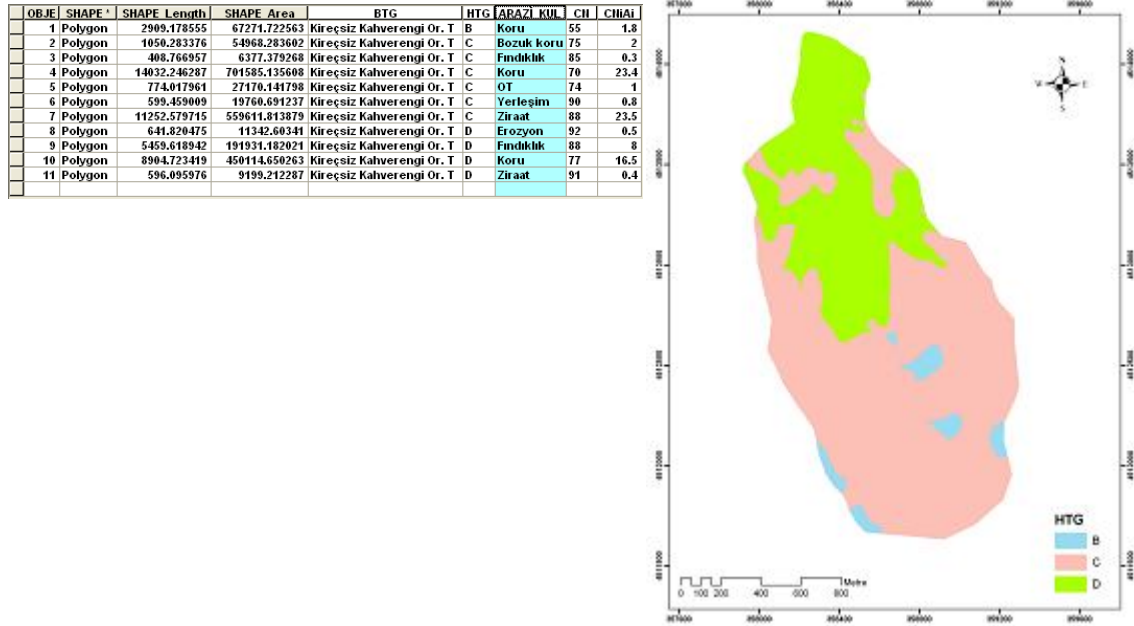 OBJE SHAPE * SHAPE_Length SHAPE_Area BTG HTG ARAZİ_KUL CN CNiAi
1 Polygon 2909.178555 67271.722563 Kireçsiz Kahverengi Or. T B Koru 55 1.8
2 Polygon 1050.283376 54968.283602 Kireçsiz Kahverengi Or. T C Bozuk koru 75 2
3 Polygon 408.766957 6377.379268 Kireçsiz Kahverengi Or. T C Fındıklık 85 0.3
4 Polygon 14032.246287 701585.135608 Kireçsiz Kahverengi Or. T C Koru 70 23.4
5 Polygon 774.017961 27170.141798 Kireçsiz Kahverengi Or. T C OT 74 1
6 Polygon 599.459009 19760.691237 Kireçsiz Kahverengi Or. T C Yerleşim 90 0.8
7 Polygon 11252.579715 559611.813879 Kireçsiz Kahverengi Or. T C Ziraat 88 23.5
8 Polygon 641.820475 11342.60341 Kireçsiz Kahverengi Or. T D Erozyon 92 0.5
9 Polygon 5459.618942 191931.182021 Kireçsiz Kahverengi Or. T D Fındıklık 88 8
10 Polygon 8904.723419 450114.650263 Kireçsiz Kahverengi Or. T D Koru 77 16.5
11 Polygon 596.095976 9199.212287 Kireçsiz Kahverengi Or. T D Ziraat 91 0.4
N
W E
S
HTG
B
C
D
Metre
0 100 200 400 600 800